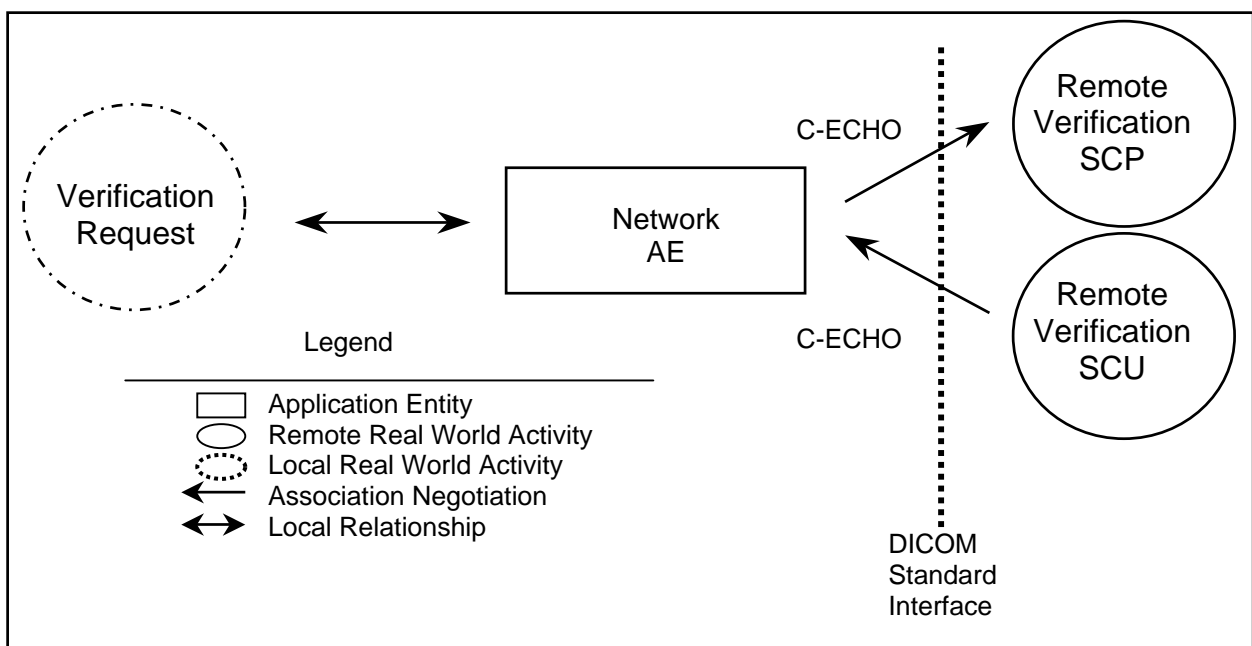 Verification
Request
Network
AE
C-ECHO
C-ECHO
Remote
Verification
SCP
Remote
Verification
SCU
DICOM
Standard
Interface
Legend
Application Entity
Remote Real World Activity
Local Real World Activity
Association Negotiation
Local Relationship